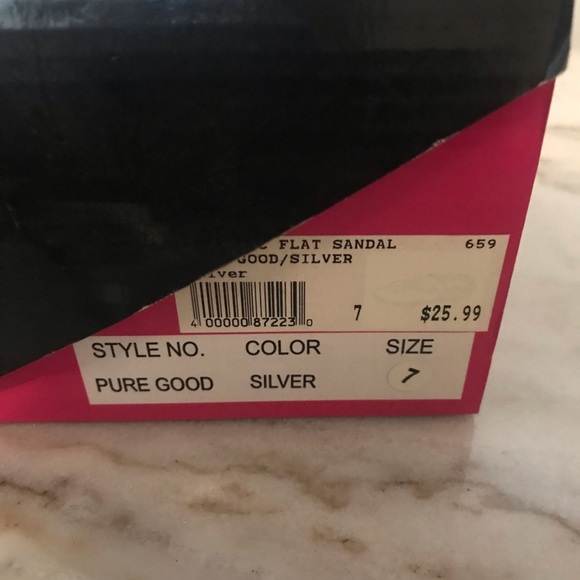 FLAT SANDAL 659
GOOD/SILVER
7 $25.99
4 00000 87223 0
STYLE NO. COLOR SIZE
PURE GOOD SILVER 7